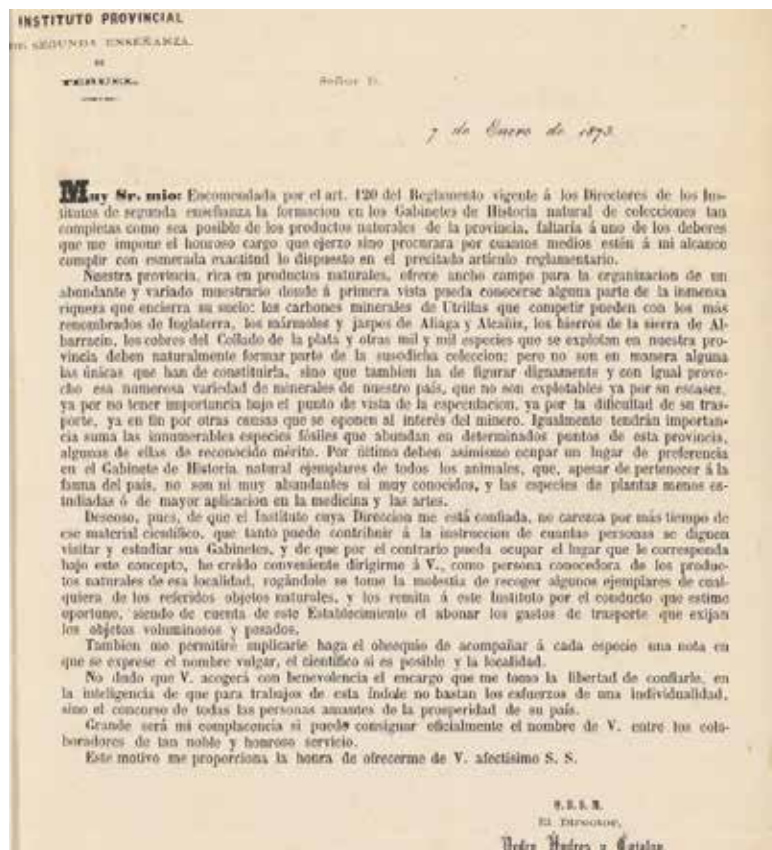 INSTITUTO PROVINCIAL
DE SEGUNDA ENSEÑANZA
DE
TERUEL.
Señor D.
7 de Enero de 1873
Muy Sr. mio: Encomendada por el art. 120 del Reglamento vigente á los Directores de los Ins-
titutos de segunda enseñanza la formacion en los Gabinetes de Historia natural de colecciones tan
completas como sea posible de los productos naturales de la provincia, faltaría á uno de los deberes
que me impone el honroso cargo que ejerzo sino procurara por cuantos medios estén á mi alcance
cumplir con esmerada exactitud lo dispuesto en el precitado artículo reglamentario.
Nuestra provincia, rica en productos naturales, ofrece ancho campo para la organizacion de un
abundante y variado muestrario donde á primera vista pueda conocerse alguna parte de la inmensa
riqueza que encierra su suelo: los carbones minerales de Utrillas que competir pueden con los más
renombrados de Inglaterra, los mármoles y jaspes de Aliaga y Alcañiz, los hierros de la sierra de Al-
barracin, los cobres del Collado de la plata y otras mil y mil especies que se explotan en nuestra pro-
vincia deben naturalmente formar parte de la susodicha coleccion; pero no son en manera alguna
las únicas que han de constituirla, sino que tambien ha de figurar dignamente y con igual prove-
cho esa numerosa variedad de minerales de nuestro país, que no son explotables ya por su escasez,
ya por no tener importancia bajo el punto de vista de la especulacion, ya por la dificultad de su tras-
porte, ya en fin por otras causas que se oponen al interés del minero. Igualmente tendrán importan-
cia suma las innumerables especies fósiles que abundan en determinados puntos de esta provincia,
algunas de ellas de reconocido mérito. Por último deben asimismo ocupar un lugar de preferencia
en el Gabinete de Historia natural ejemplares de todos los animales, que, apesar de pertenecer á la
fauna del país, no son ni muy abundantes ni muy conocidos, y las especies de plantas menos es-
tudiadas ó de mayor aplicacion en la medicina y las artes.
Deseoso, pues, de que el Instituto cuya Direccion me está confiada, no carezca por más tiempo de
ese material científico, que tanto puede contribuir á la instruccion de cuantas personas se dignen
visitar y estudiar sus Gabinetes, y de que por el contrario pueda ocupar el lugar que le corresponda
bajo este concepto, he creido conveniente dirigirme á V., como persona conocedora de los produc-
tos naturales de esa localidad, rogándole se tome la molestia de recoger algunos ejemplares de cual-
quiera de los referidos objetos naturales, y los remita á este Instituto por el conducto que estime
oportuno, siendo de cuenta de este Establecimiento el abonar los gastos de trasporte que exijan
los objetos voluminosos y pesados.
Tambien me permitiré suplicarle haga el obsequio de acompañar á cada especie una nota en
que se exprese el nombre vulgar, el científico si es posible y la localidad.
No dudo que V. acogerá con benevolencia el encargo que me tomo la libertad de confiarle, en
la inteligencia de que para trabajos de esta índole no bastan los esfuerzos de una individualidad,
sino el concurso de todas las personas amantes de la prosperidad de su país.
Grande será mi complacencia si puedo consignar oficialmente el nombre de V. entre los cola-
boradores de tan noble y honroso servicio.
Este motivo me proporciona la honra de ofrecerme de V. afectísimo S. S.
Q. B. S. M.
El Director,
Pedro Andres y Catalan